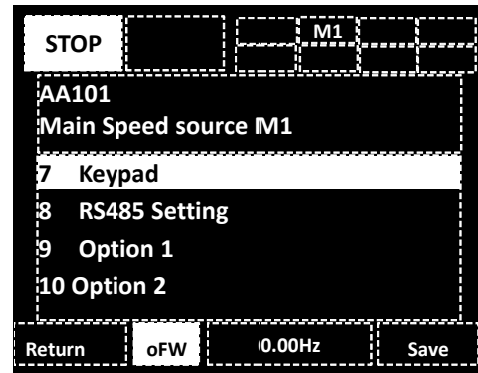 STOP M1
AA101
Main Speed source M1
7 Keypad
8 RS485 Setting
9 Option 1
10 Option 2
Return oFW 0.00Hz Save